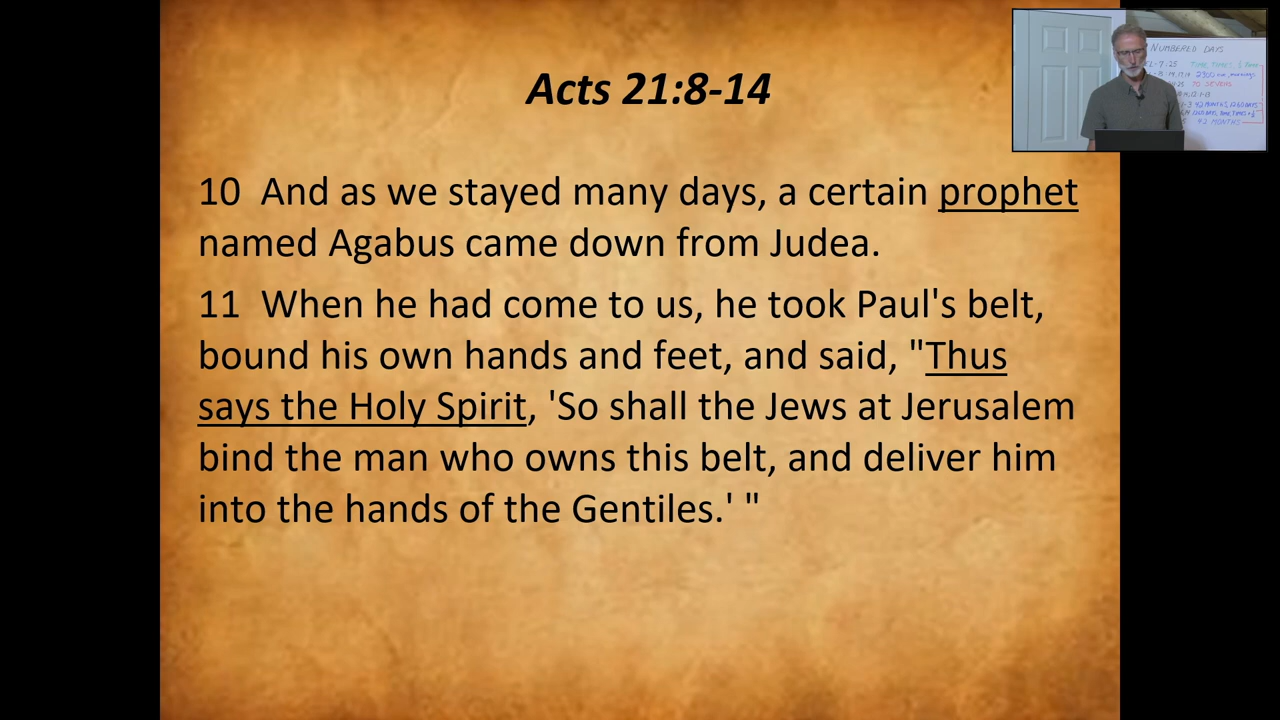 Acts 21:8-14
10 And as we stayed many days, a certain prophet
named Agabus came down from Judea.
11 When he had come to us, he took Paul's belt,
bound his own hands and feet, and said, "Thus
says the Holy Spirit, 'So shall the Jews at Jerusalem
bind the man who owns this belt, and deliver him
into the hands of the Gentiles.' "
NUMBERED DAYS
42 MONTHS